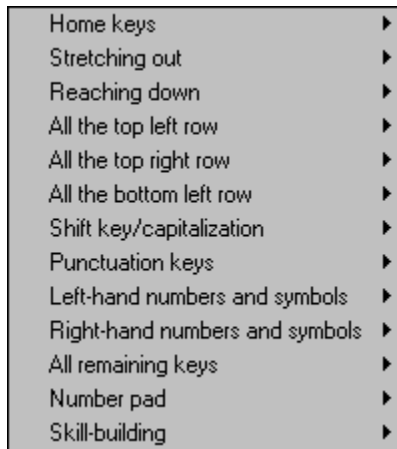 Home keys
Stretching out
Reaching down
All the top left row
All the top right row
All the bottom left row
Shift key/capitalization
Punctuation keys
Left-hand numbers and symbols
Right-hand numbers and symbols
All remaining keys
Number pad
Skill-building